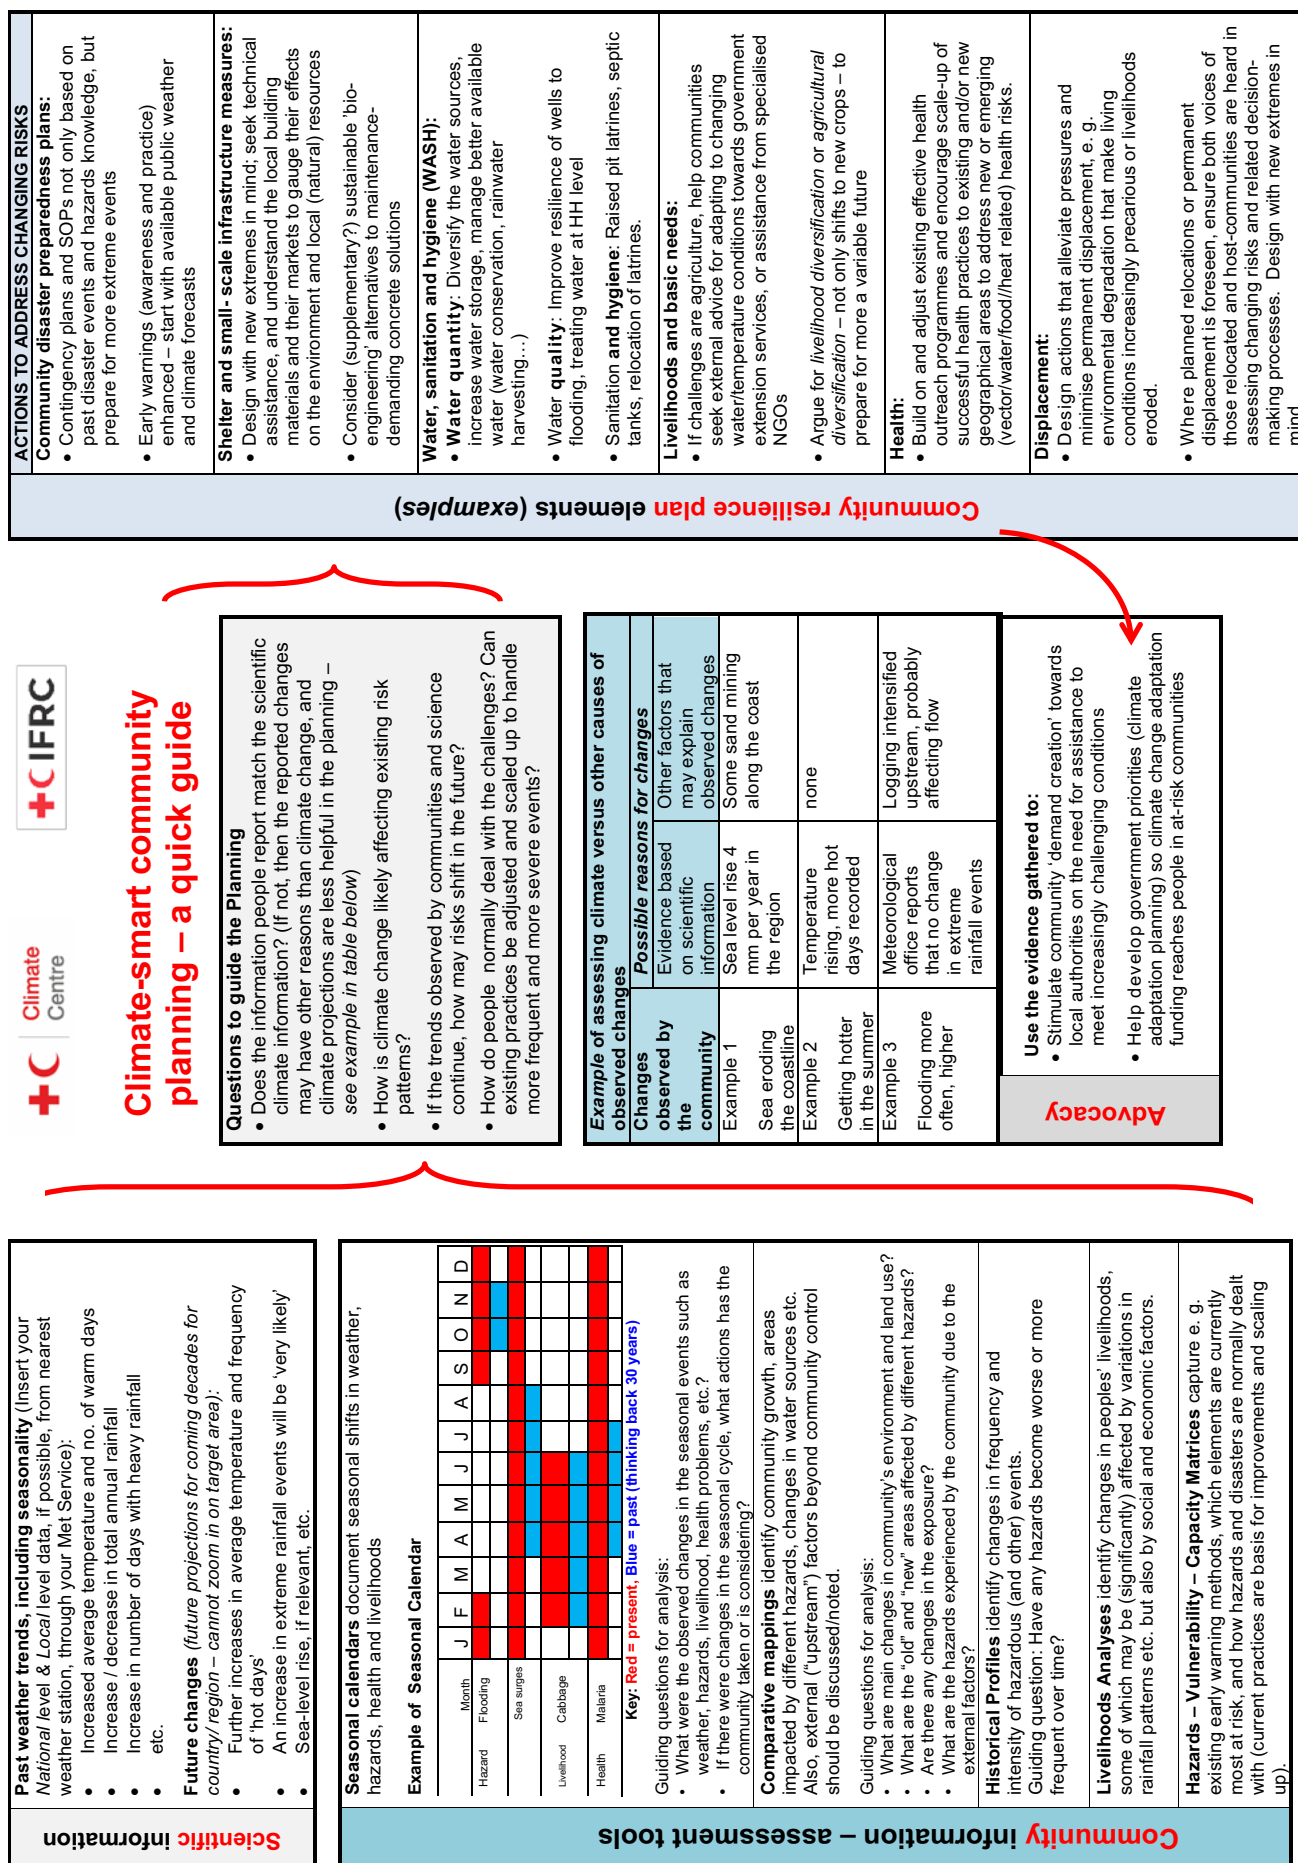 Scientific information
Past weather trends, including seasonality (Insert your
National level & Local level data, if possible, from nearest
weather station, through your Met Service):
• Increased average temperature and no. of warm days
• Increase / decrease in total annual rainfall
• Increase in number of days with heavy rainfall
• etc.
Future changes (future projections for coming decades for
country/ region – cannot zoom in on target area):
• Further increases in average temperature and frequency
of ‘hot days’
• An increase in extreme rainfall events will be ‘very likely’
• Sea-level rise, if relevant, etc.
Community information – assessment tools
Seasonal calendars document seasonal shifts in weather,
hazards, health and livelihoods
Example of Seasonal Calendar
Month J F M A M J J A S O N D
Hazard Flooding
Sea surges
Livelihood Cabbage
Health Malaria
Key: Red = present, Blue = past (thinking back 30 years)
Guiding questions for analysis:
• What were the observed changes in the seasonal events such as
weather, hazards, livelihood, health problems, etc.?
• If there were changes in the seasonal cycle, what actions has the
community taken or is considering?
Comparative mappings identify community growth, areas
impacted by different hazards, changes in water sources etc.
Also, external (“upstream”) factors beyond community control
should be discussed/noted.
Guiding questions for analysis:
• What are main changes in community’s environment and land use?
• What are the “old” and “new” areas affected by different hazards?
• Are there any changes in the exposure?
• What are the hazards experienced by the community due to the
external factors?
Historical Profiles identify changes in frequency and
intensity of hazardous (and other) events.
Guiding question: Have any hazards become worse or more
frequent over time?
Livelihoods Analyses identify changes in peoples’ livelihoods,
some of which may be (significantly) affected by variations in
rainfall patterns etc. but also by social and economic factors.
Hazards – Vulnerability – Capacity Matrices capture e. g.
existing early warning methods, which elements are currently
most at risk, and how hazards and disasters are normally dealt
with (current practices are basis for improvements and scaling
up).
Climate
Centre
IFRC
Climate-smart community
planning – a quick guide
Questions to guide the Planning
• Does the information people report match the scientific
climate information? (If not, then the reported changes
may have other reasons than climate change, and
climate projections are less helpful in the planning –
see example in table below)
• How is climate change likely affecting existing risk
patterns?
• If the trends observed by communities and science
continue, how may risks shift in the future?
• How do people normally deal with the challenges? Can
existing practices be adjusted and scaled up to handle
more frequent and more severe events?
Example of assessing climate versus other causes of
observed changes
Changes
observed by
the
community
Possible reasons for changes
Evidence based
on scientific
information
Other factors that
may explain
observed changes
Example 1
Sea eroding
the coastline
Sea level rise 4
mm per year in
the region
Some sand mining
along the coast
Example 2
Getting hotter
in the summer
Temperature
rising, more hot
days recorded
none
Example 3
Flooding more
often, higher
Meteorological
office reports
that no change
in extreme
rainfall events
Logging intensified
upstream, probably
affecting flow
Advocacy
Use the evidence gathered to:
• Stimulate community ‘demand creation’ towards
local authorities on the need for assistance to
meet increasingly challenging conditions
• Help develop government priorities (climate
adaptation planning) so climate change adaptation
funding reaches people in at-risk communities
Community resilience plan elements (examples)
ACTIONS TO ADDRESS CHANGING RISKS
Community disaster preparedness plans:
• Contingency plans and SOPs not only based on
past disaster events and hazards knowledge, but
prepare for more extreme events
• Early warnings (awareness and practice)
enhanced – start with available public weather
and climate forecasts
Shelter and small- scale infrastructure measures:
• Design with new extremes in mind; seek technical
assistance, and understand the local building
materials and their markets to gauge their effects
on the environment and local (natural) resources
• Consider (supplementary?) sustainable ’bio-
engineering’ alternatives to maintenance-
demanding concrete solutions
Water, sanitation and hygiene (WASH):
• Water quantity: Diversify the water sources,
increase water storage, manage better available
water (water conservation, rainwater
harvesting…)
• Water quality: Improve resilience of wells to
flooding, treating water at HH level
• Sanitation and hygiene: Raised pit latrines, septic
tanks, relocation of latrines.
Livelihoods and basic needs:
• If challenges are agriculture, help communities
seek external advice for adapting to changing
water/temperature conditions towards government
extension services, or assistance from specialised
NGOs
• Argue for livelihood diversification or agricultural
diversification – not only shifts to new crops – to
prepare for more a variable future
Health:
• Build on and adjust existing effective health
outreach programmes and encourage scale-up of
successful health practices to existing and/or new
geographical areas to address new or emerging
(vector/water/food//heat related) health risks.
Displacement:
• Design actions that alleviate pressures and
minimise permanent displacement, e. g.
environmental degradation that make living
conditions increasingly precarious or livelihoods
eroded.
• Where planned relocations or permanent
displacement is foreseen, ensure both voices of
those relocated and host-communities are heard in
assessing changing risks and related decision-
making processes. Design with new extremes in
mind